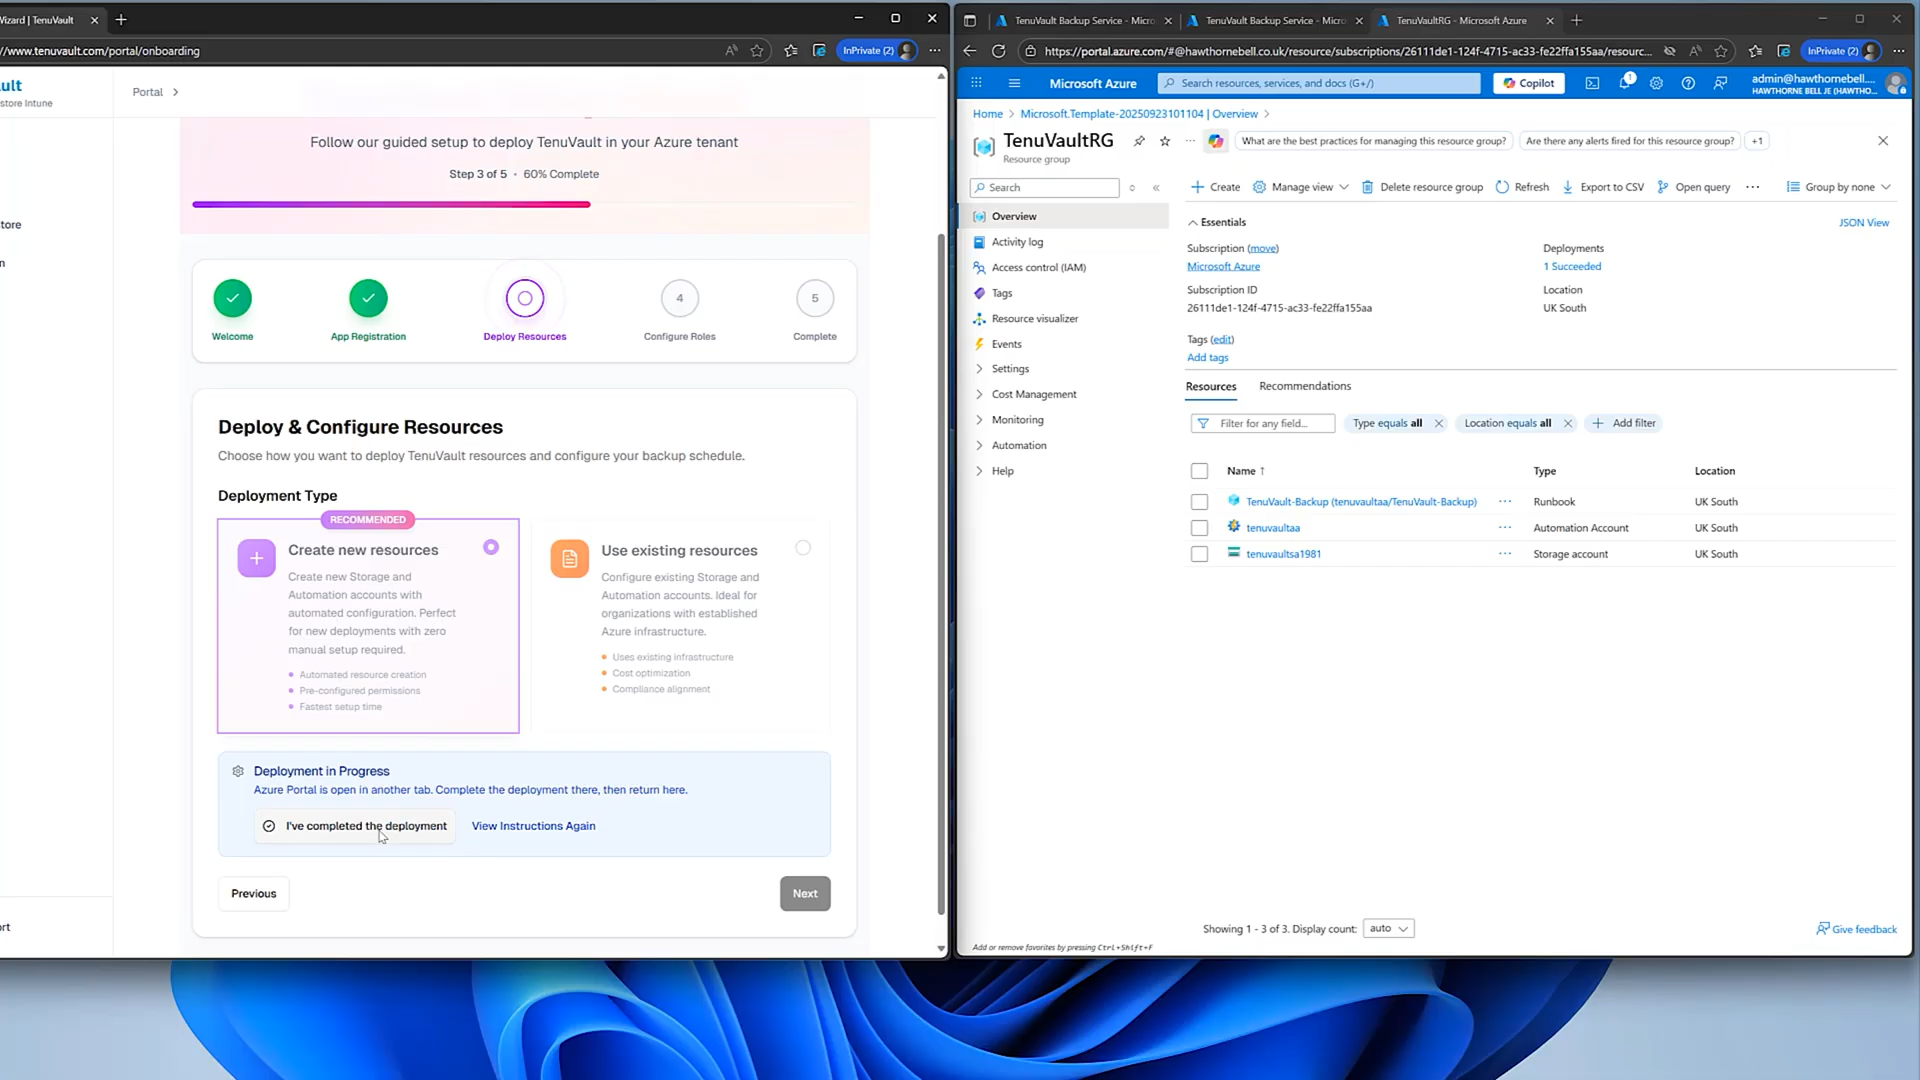 Wizard | TenuVault
//www.tenuvault.com/portal/onboarding
InPrivate (2)
ault
store Intune
tore
n
rt
Portal
Follow our guided setup to deploy TenuVault in your Azure tenant
Step 3 of 5 • 60% Complete
Welcome
App Registration
Deploy Resources
4
Configure Roles
5
Complete
Deploy & Configure Resources
Choose how you want to deploy TenuVault resources and configure your backup schedule.
Deployment Type
RECOMMENDED
Create new resources
Create new Storage and
Automation accounts with
automated configuration. Perfect
for new deployments with zero
manual setup required.
Automated resource creation
Pre-configured permissions
Fastest setup time
Use existing resources
Configure existing Storage and
Automation accounts. Ideal for
organizations with established
Azure infrastructure.
Uses existing infrastructure
Cost optimization
Compliance alignment
Deployment in Progress
Azure Portal is open in another tab. Complete the deployment there, then return here.
I've completed the deployment
View Instructions Again
Previous
Next
TenuVault Backup Service - Micro
TenuVault Backup Service - Micro
TenuVaultRG - Microsoft Azure
https://portal.azure.com/#@hawthornebell.co.uk/resource/subscriptions/26111de1-124f-4715-ac33-fe22ffa155aa/resourc...
InPrivate (2)
Microsoft Azure
Search resources, services, and docs (G+/)
Copilot
1
admin@hawthornebell....
HAWTHORNE BELL JE (HAWTHO...
Home > Microsoft.Template-20250923101104 | Overview >
TenuVaultRG
Resource group
What are the best practices for managing this resource group?
Are there any alerts fired for this resource group?
+1
Search
Overview
Activity log
Access control (IAM)
Tags
Resource visualizer
Events
Settings
Cost Management
Monitoring
Automation
Help
Create
Manage view
Delete resource group
Refresh
Export to CSV
Open query
Group by none
Essentials
JSON View
Subscription (move)
Microsoft Azure
Subscription ID
26111de1-124f-4715-ac33-fe22ffa155aa
Deployments
1 Succeeded
Location
UK South
Tags (edit)
Add tags
Resources
Recommendations
Filter for any field...
Type equals all
Location equals all
Add filter
Name ↑ Type Location
TenuVault-Backup (tenuvaultaa/TenuVault-Backup) ... Runbook UK South
tenuvaultaa ... Automation Account UK South
tenuvaultsa1981 ... Storage account UK South
Showing 1 - 3 of 3. Display count: auto
Give feedback
Add or remove favorites by pressing Ctrl+Shift+F